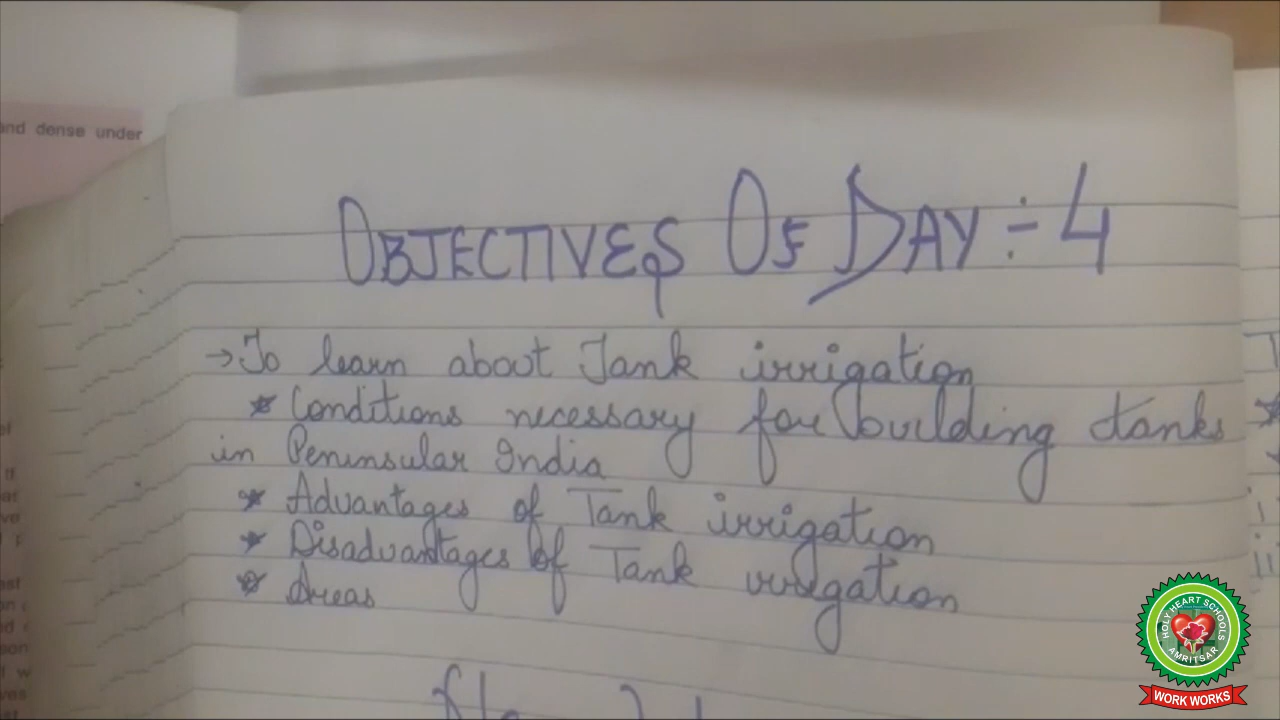 and dense under
OBJECTIVES OF DAY ÷ 4
→ To learn about Tank irrigation
* Conditions necessary for building tanks
in Peninsular India
* Advantages of Tank irrigation
* Disadvantages of Tank irrigation
* Areas
HOLY HEART SCHOOLS
AMRITSAR
WORK WORKS